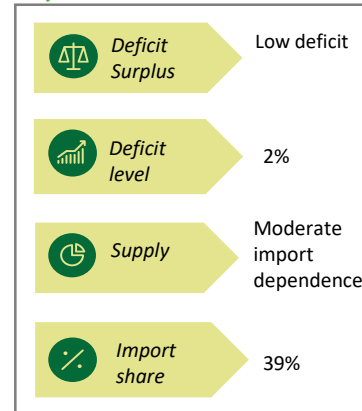 Deficit
Surplus
Low deficit
Deficit
level
2%
Supply
Moderate
import
dependence
Import
share
39%